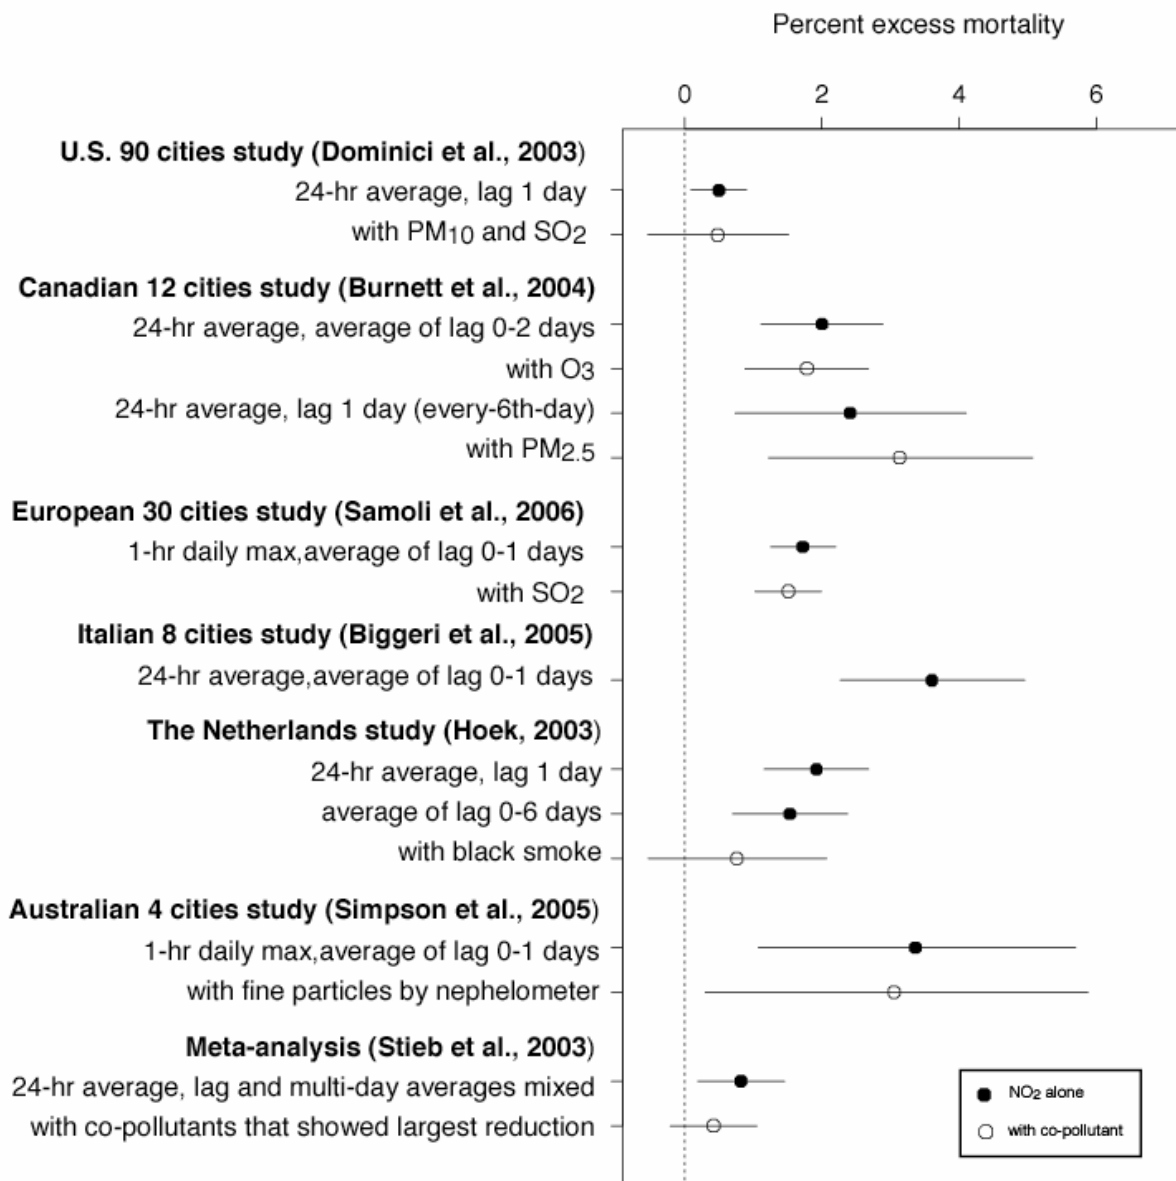 Percent excess mortality
0 2 4 6
U.S. 90 cities study (Dominici et al., 2003)
24-hr average, lag 1 day
with PM10 and SO2
Canadian 12 cities study (Burnett et al., 2004)
24-hr average, average of lag 0-2 days
with O3
24-hr average, lag 1 day (every-6th-day)
with PM2.5
European 30 cities study (Samoli et al., 2006)
1-hr daily max,average of lag 0-1 days
with SO2
Italian 8 cities study (Biggeri et al., 2005)
24-hr average,average of lag 0-1 days
The Netherlands study (Hoek, 2003)
24-hr average, lag 1 day
average of lag 0-6 days
with black smoke
Australian 4 cities study (Simpson et al., 2005)
1-hr daily max,average of lag 0-1 days
with fine particles by nephelometer
Meta-analysis (Stieb et al., 2003)
24-hr average, lag and multi-day averages mixed
with co-pollutants that showed largest reduction
NO2 alone
with co-pollutant